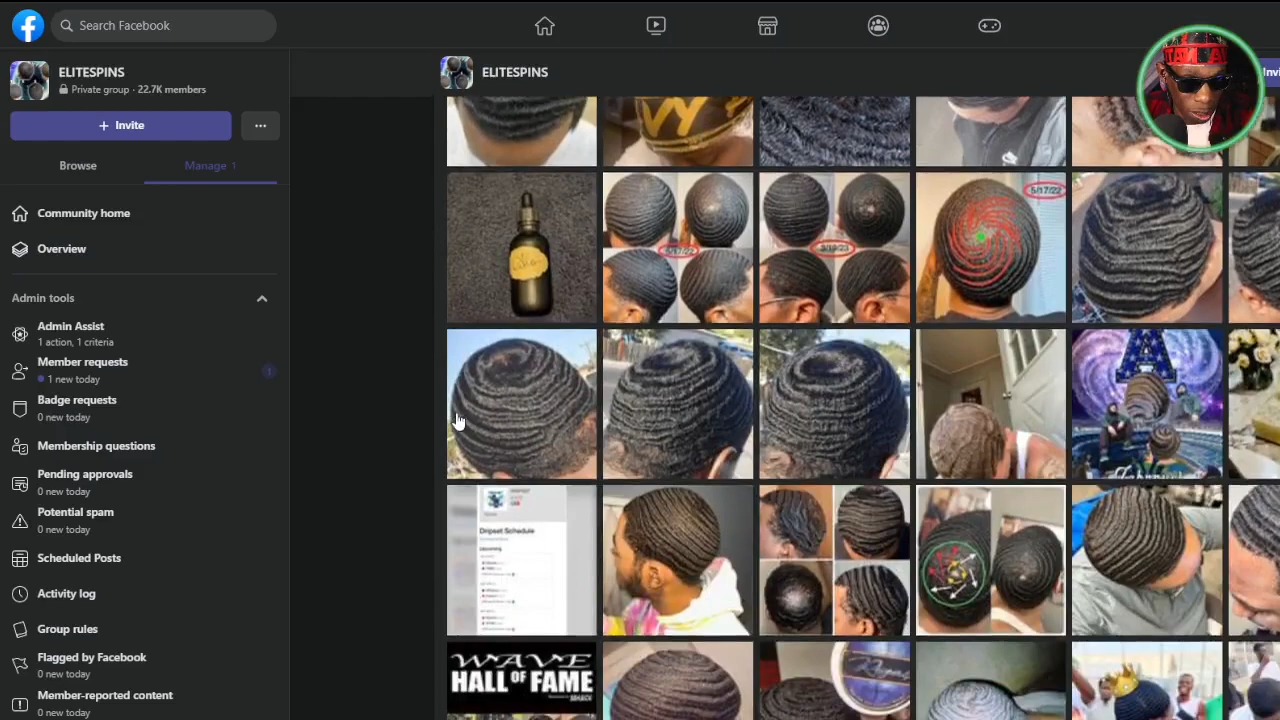 Search Facebook
ELITESPINS
Private group · 22.7K members
+ Invite
...
Browse
Manage 1
Community home
Overview
Admin tools
Admin Assist
1 action, 1 criteria
Member requests
1 new today
1
Badge requests
0 new today
Membership questions
Pending approvals
0 new today
Potential spam
0 new today
Scheduled Posts
Activity log
Flagged by Facebook
0 new today
Member-reported content
0 new today
ELITESPINS
5/17/22
Dripset Schedule
Upcoming
WAVE
HALL OF FAME